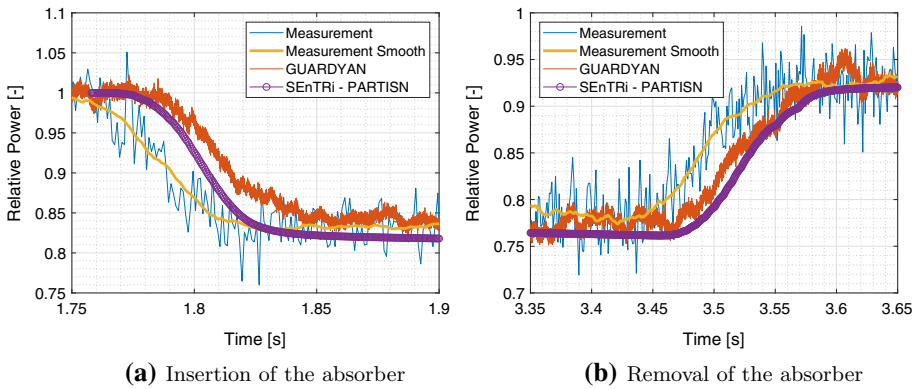 1.1
1.05
1
0.95
0.9
0.85
0.8
0.75
Relative Power [-]
1.75
1.8
1.85
1.9
Time [s]
Measurement
Measurement Smooth
GUARDYAN
SEnTRi - PARTISN
(a) Insertion of the absorber
1
0.95
0.9
0.85
0.8
0.75
0.7
Relative Power [-]
3.35
3.4
3.45
3.5
3.55
3.6
3.65
Time [s]
Measurement
Measurement Smooth
GUARDYAN
SEnTRi - PARTISN
(b) Removal of the absorber